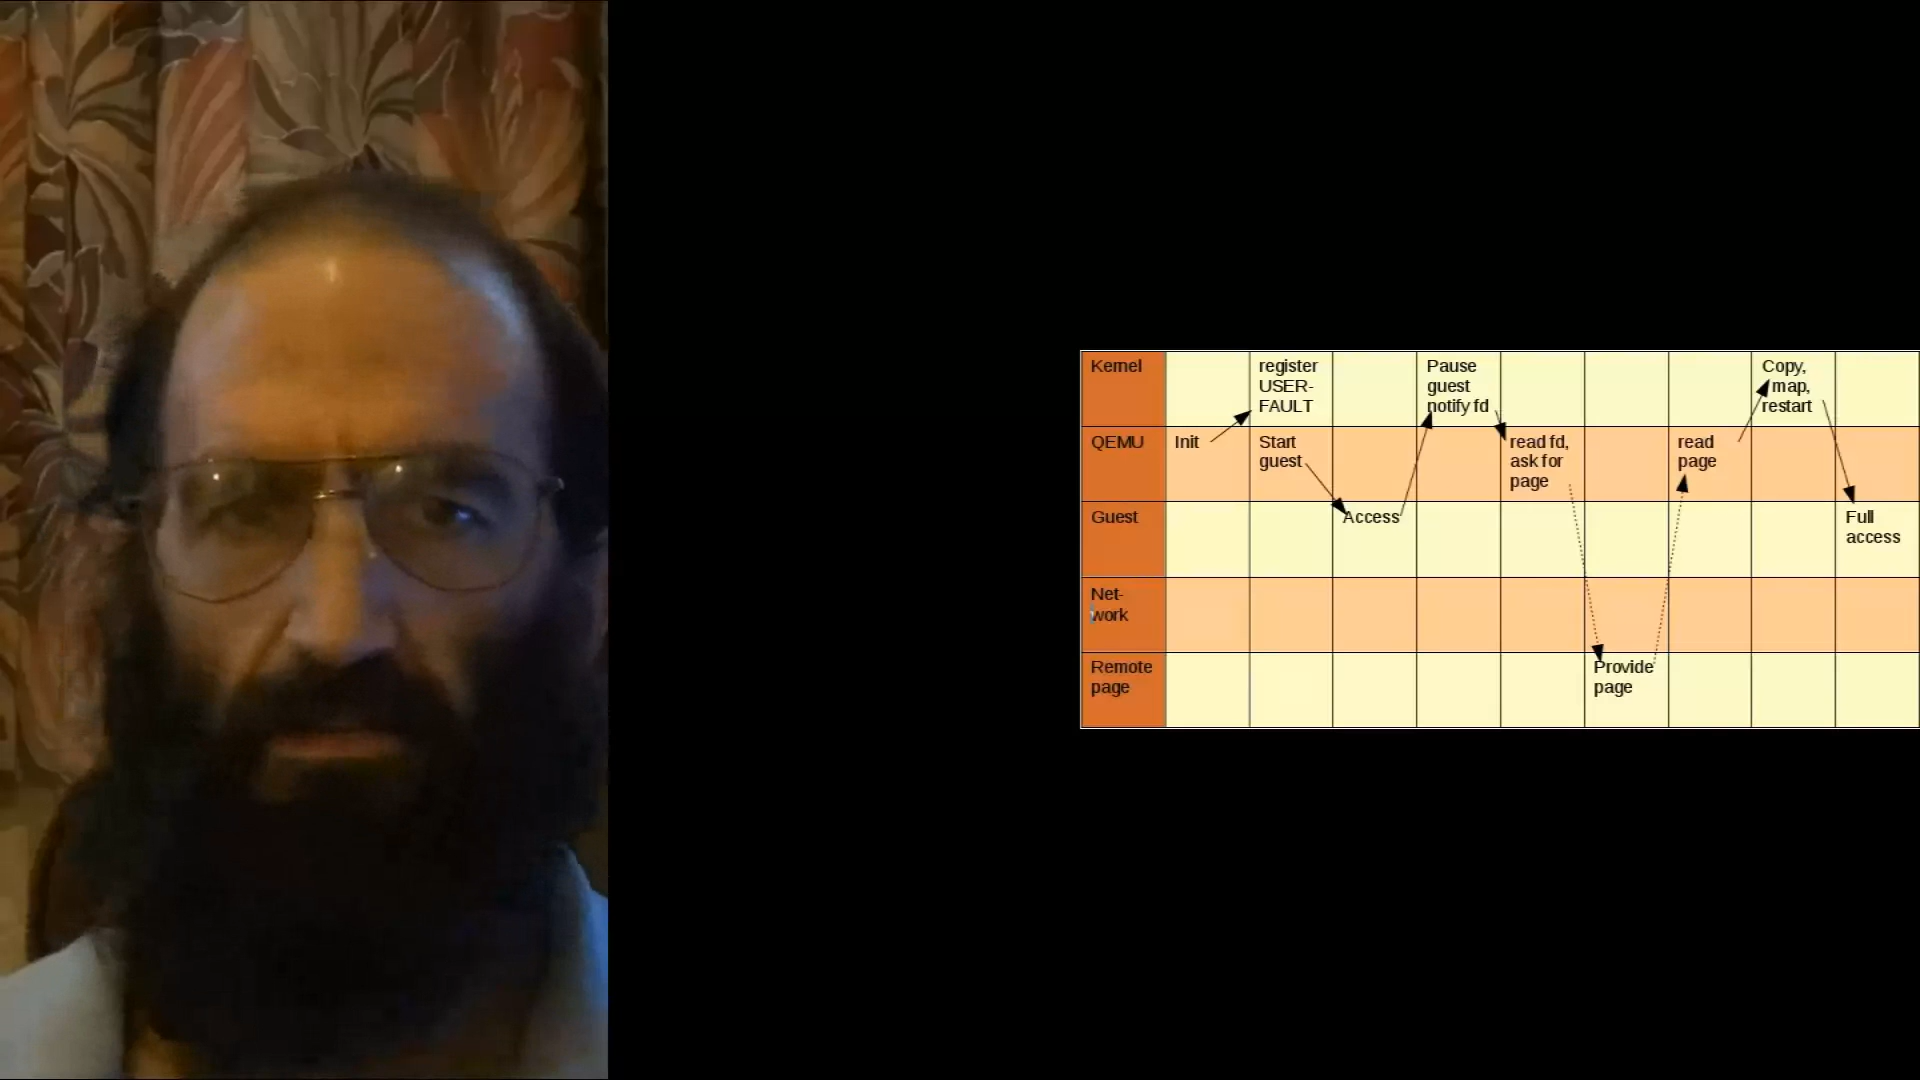 Kernel
register
USER-
FAULT
Pause
guest
notify fd
Copy,
map,
restart
QEMU
Init
Start
guest
read fd,
ask for
page
read
page
Guest
Access
Full
access
Net-
work
Remote
page
Provide
page